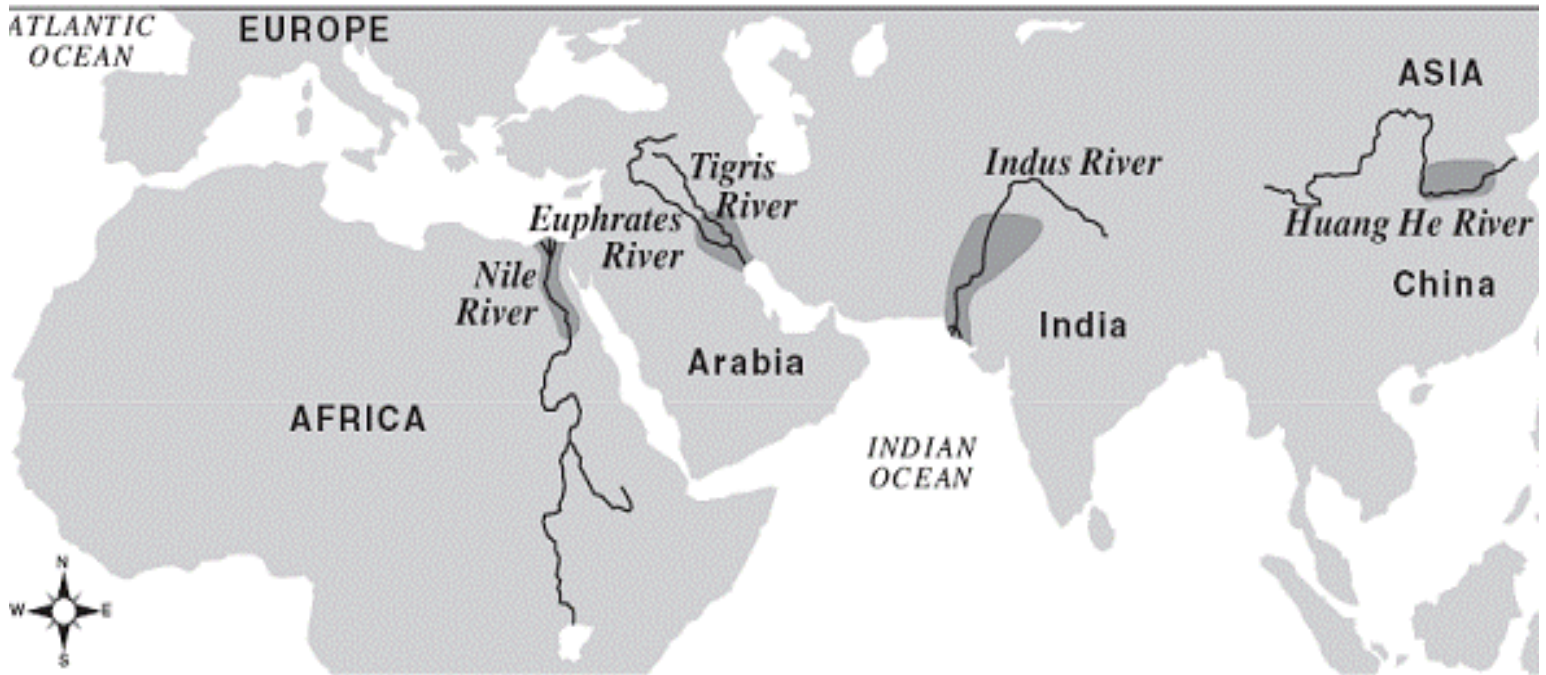 ATLANTIC
OCEAN
EUROPE
ASIA
Tigris
River
Indus River
Euphrates
River
Huang He River
Nile
River
China
India
Arabia
AFRICA
INDIAN
OCEAN
N
W
E
S